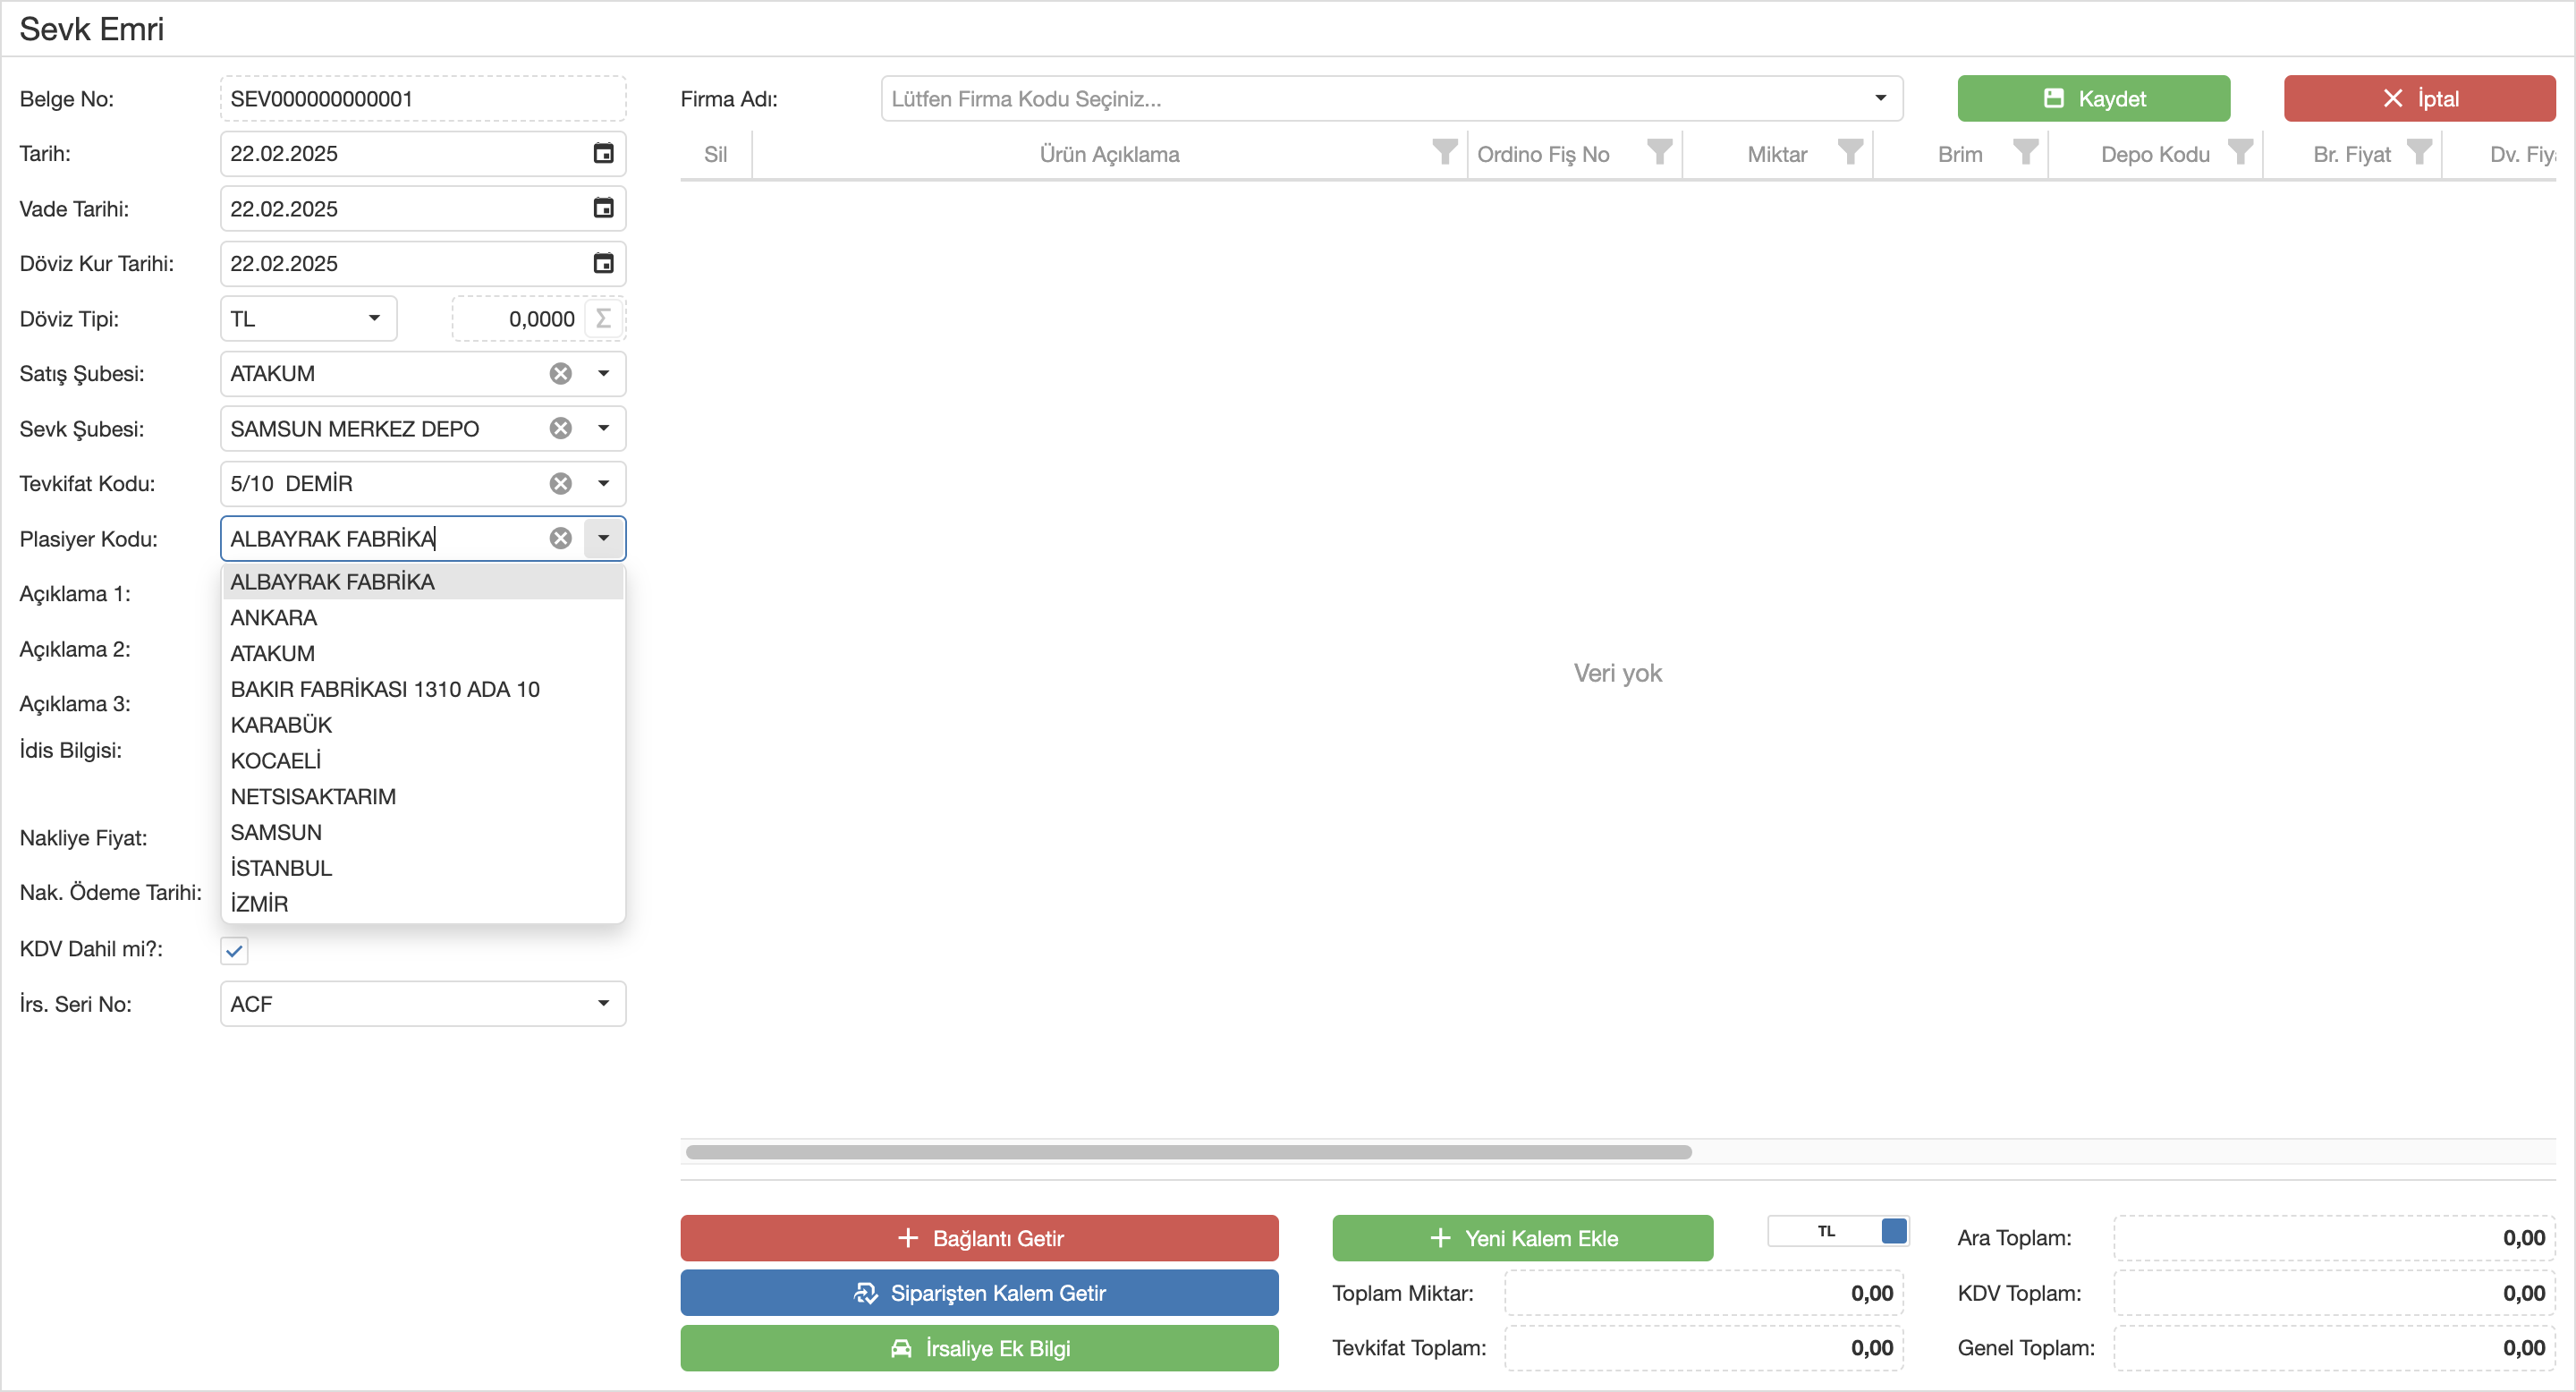 Sevk Emri
Belge No: SEV000000000001
Tarih: 22.02.2025
Vade Tarihi: 22.02.2025
Döviz Kur Tarihi: 22.02.2025
Döviz Tipi: TL 0,0000 Σ
Satış Şubesi: ATAKUM
Sevk Şubesi: SAMSUN MERKEZ DEPO
Tevkifat Kodu: 5/10 DEMİR
Plasiyer Kodu: ALBAYRAK FABRİKA
ALBAYRAK FABRİKA
ANKARA
ATAKUM
BAKIR FABRİKASI 1310 ADA 10
KARABÜK
KOCAELİ
NETSISAKTARIM
SAMSUN
İSTANBUL
İZMİR
Açıklama 1:
Açıklama 2:
Açıklama 3:
İdis Bilgisi:
Nakliye Fiyat:
Nak. Ödeme Tarihi:
KDV Dahil mi?:
İrs. Seri No: ACF
Firma Adı: Lütfen Firma Kodu Seçiniz... Kaydet İptal
Sil Ürün Açıklama Ordino Fiş No Miktar Brim Depo Kodu Br. Fiyat Dv. Fiy
Veri yok
Bağlantı Getir
Siparişten Kalem Getir
İrsaliye Ek Bilgi
Yeni Kalem Ekle TL
Toplam Miktar: 0,00
Tevkifat Toplam: 0,00
Ara Toplam: 0,00
KDV Toplam: 0,00
Genel Toplam: 0,00